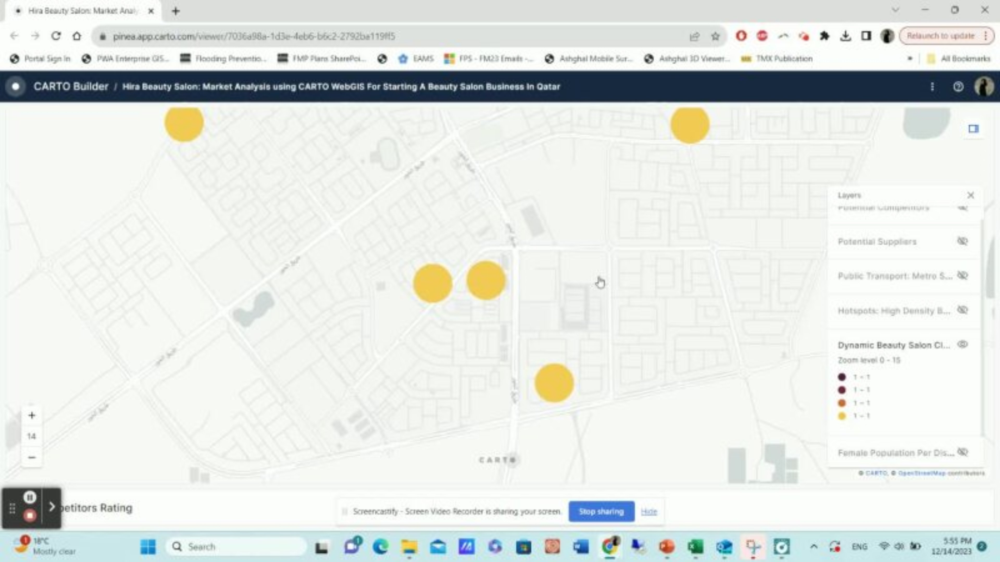 Hira Beauty Salon: Market Analy
pinea.app.carto.com/viewer/7036a98a-1d3e-4eb6-b6c2-2792ba119ff5
Relaunch to update
Portal Sign In
PWA Enterprise GIS...
Flooding Preventio...
FMP Plans SharePoi...
EAMS
FPS - FM23 Emails -...
Ashghal Mobile Sur...
Ashghal 3D Viewer...
TMX Publication
»
All Bookmarks
CARTO Builder / Hira Beauty Salon: Market Analysis using CARTO WebGIS For Starting A Beauty Salon Business In Qatar
Layers
Potential Competitors
Potential Suppliers
Public Transport: Metro S...
Hotspots: High Density B...
Dynamic Beauty Salon Cl...
Zoom level 0 - 15
1 - 1
1 - 1
1 - 1
1 - 1
Female Population Per Dis...
+
14
−
CARTO
© CARTO, © OpenStreetMap contributors
petitors Rating
Screencastify - Screen Video Recorder is sharing your screen.
Stop sharing
Hide
1
18°C
Mostly clear
Search
1
ENG
5:55 PM
12/14/2023
2